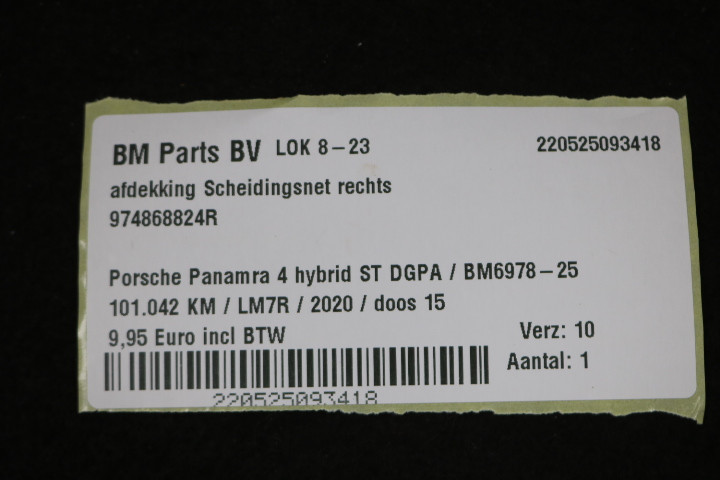 BM Parts BV LOK 8-23 220525093418
afdekking Scheidingsnet rechts
974868824R
Porsche Panamra 4 hybrid ST DGPA / BM6978-25
101.042 KM / LM7R / 2020 / doos 15
9,95 Euro incl BTW Verz: 10
Aantal: 1
220525093418